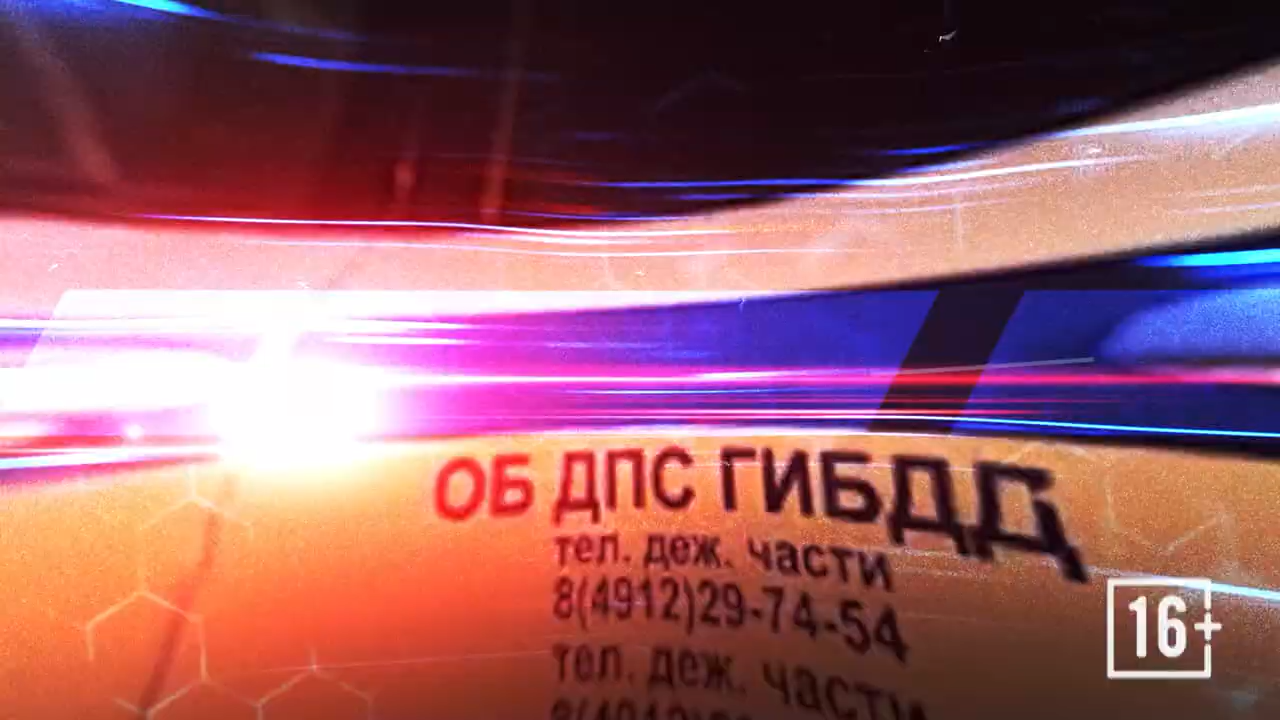 ОБ ДПС ГИБДД
тел. деж. части
8(4912)29-74-54
тел. деж. части
16+